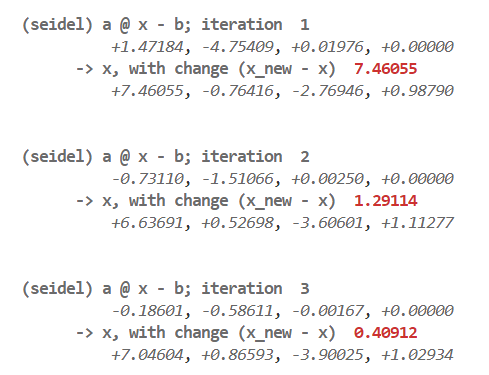 (seidel) a @ x - b; iteration  1
+1.47184, -4.75409, +0.01976, +0.00000
-> x, with change (x_new - x)  7.46055
+7.46055, -0.76416, -2.76946, +0.98790
(seidel) a @ x - b; iteration  2
-0.73110, -1.51066, +0.00250, +0.00000
-> x, with change (x_new - x)  1.29114
+6.63691, +0.52698, -3.60601, +1.11277
(seidel) a @ x - b; iteration  3
-0.18601, -0.58611, -0.00167, +0.00000
-> x, with change (x_new - x)  0.40912
+7.04604, +0.86593, -3.90025, +1.02934